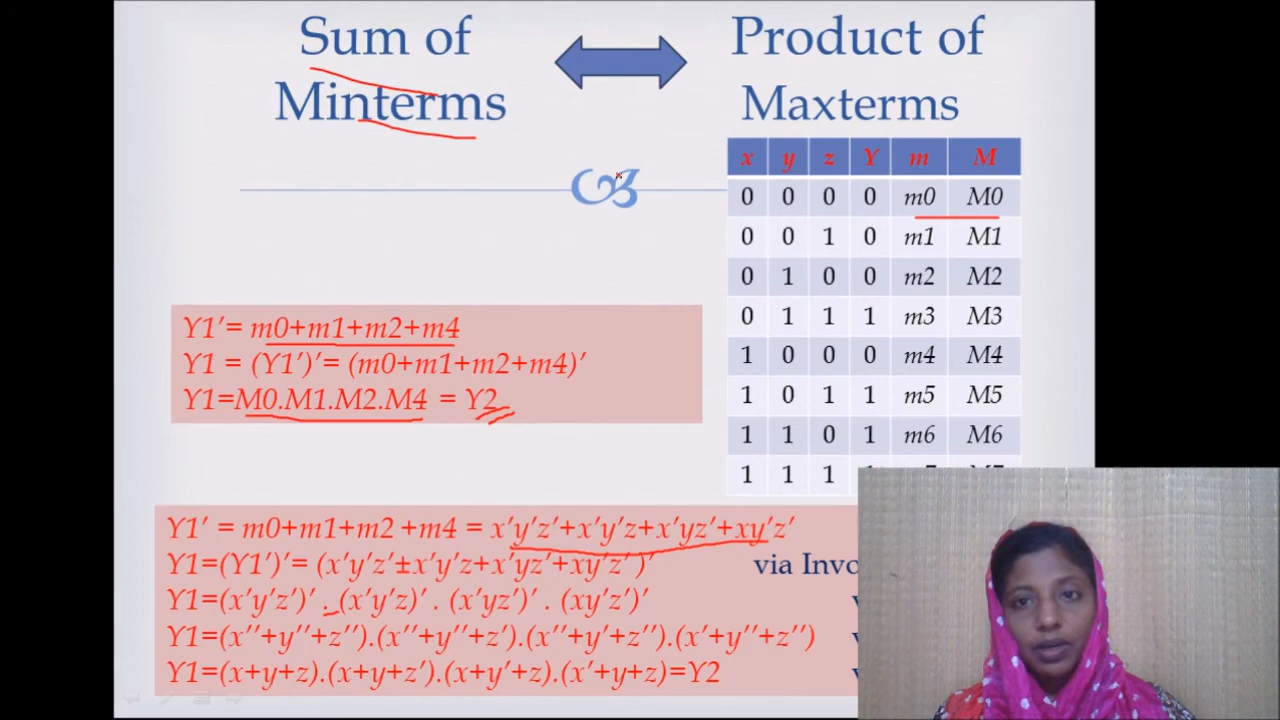 Sum of
Minterms
Product of
Maxterms
x y z Y m M
0 0 0 0 m0 M0
0 0 1 0 m1 M1
0 1 0 0 m2 M2
0 1 1 1 m3 M3
1 0 0 0 m4 M4
1 0 1 1 m5 M5
1 1 0 1 m6 M6
1 1 1
Y1′= m0+m1+m2+m4
Y1 = (Y1′)′= (m0+m1+m2+m4)′
Y1=M0.M1.M2.M4 = Y2
Y1′ = m0+m1+m2 +m4 = x′y′z′+x′y′z+x′yz′+xy′z′
Y1=(Y1′)′= (x′y′z′+x′y′z+x′yz′+xy′z′)′ via
Y1=(x′y′z′)′ . (x′y′z)′ . (x′yz′)′ . (xy′z′)′
Y1=(x′′+y′′+z′′).(x′′+y′′+z′).(x′′+y′+z′′).(x′+y′′+z′′)
Y1=(x+y+z).(x+y+z′).(x+y′+z).(x′+y+z)=Y2